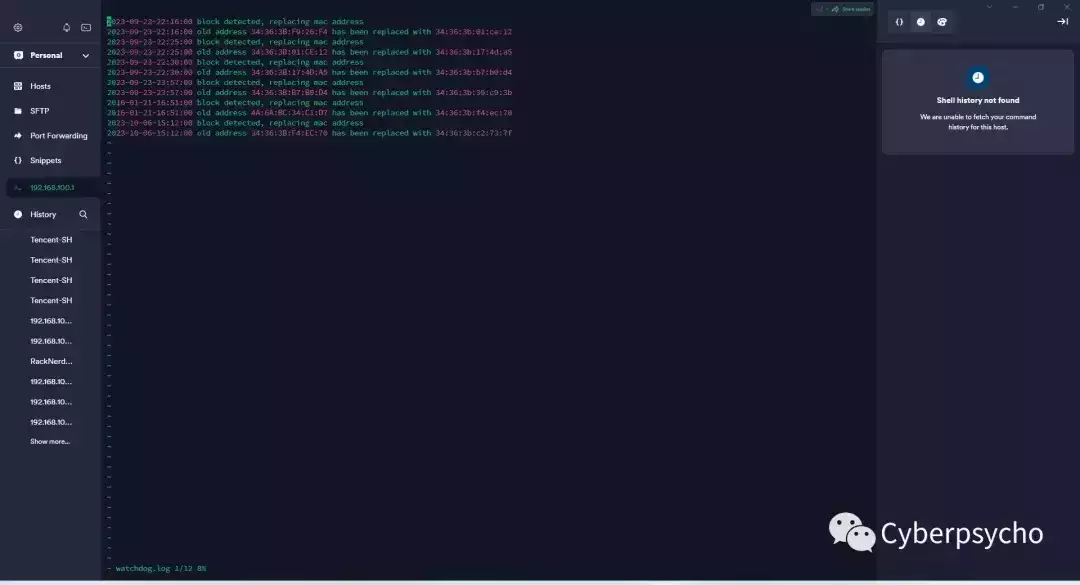 Personal
Hosts
SFTP
Port Forwarding
Snippets
192.168.100.1
History
Tencent-SH
Tencent-SH
Tencent-SH
Tencent-SH
192.168.10...
192.168.10...
RackNerd...
192.168.10...
192.168.10...
192.168.10...
Show more...
2023-09-23-22:16:00 block detected, replacing mac address
2023-09-23-22:16:00 old address 34:36:3B:F9:26:F4 has been replaced with 34:36:3b:01:ce:12
2023-09-23-22:25:00 block detected, replacing mac address
2023-09-23-22:25:00 old address 34:36:3B:01:CE:12 has been replaced with 34:36:3b:17:4d:a5
2023-09-23-22:30:00 block detected, replacing mac address
2023-09-23-22:30:00 old address 34:36:3B:17:4D:A5 has been replaced with 34:36:3b:b7:b0:d4
2023-09-23-23:57:00 block detected, replacing mac address
2023-09-23-23:57:00 old address 34:36:3B:B7:B0:D4 has been replaced with 34:36:3b:39:c9:3b
2016-01-21-16:51:00 block detected, replacing mac address
2016-01-21-16:51:00 old address 4A:6A:BC:34:C1:D7 has been replaced with 34:36:3b:f4:ec:70
2023-10-06-15:12:00 block detected, replacing mac address
2023-10-06-15:12:00 old address 34:36:3B:F4:EC:70 has been replaced with 34:36:3b:c2:73:7f
- watchdog.log 1/12 8%
Share session
Shell history not found
We are unable to fetch your command
history for this host.
Cyberpsycho